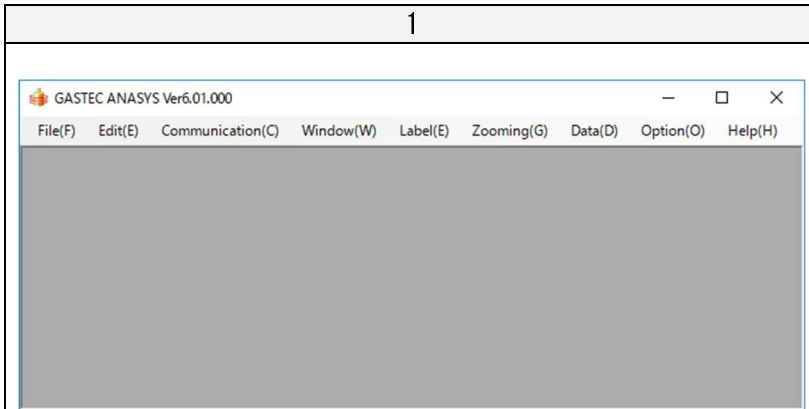 1
GASTEC ANASYS Ver6.01.000
File(F) Edit(E) Communication(C) Window(W) Label(E) Zooming(G) Data(D) Option(O) Help(H)